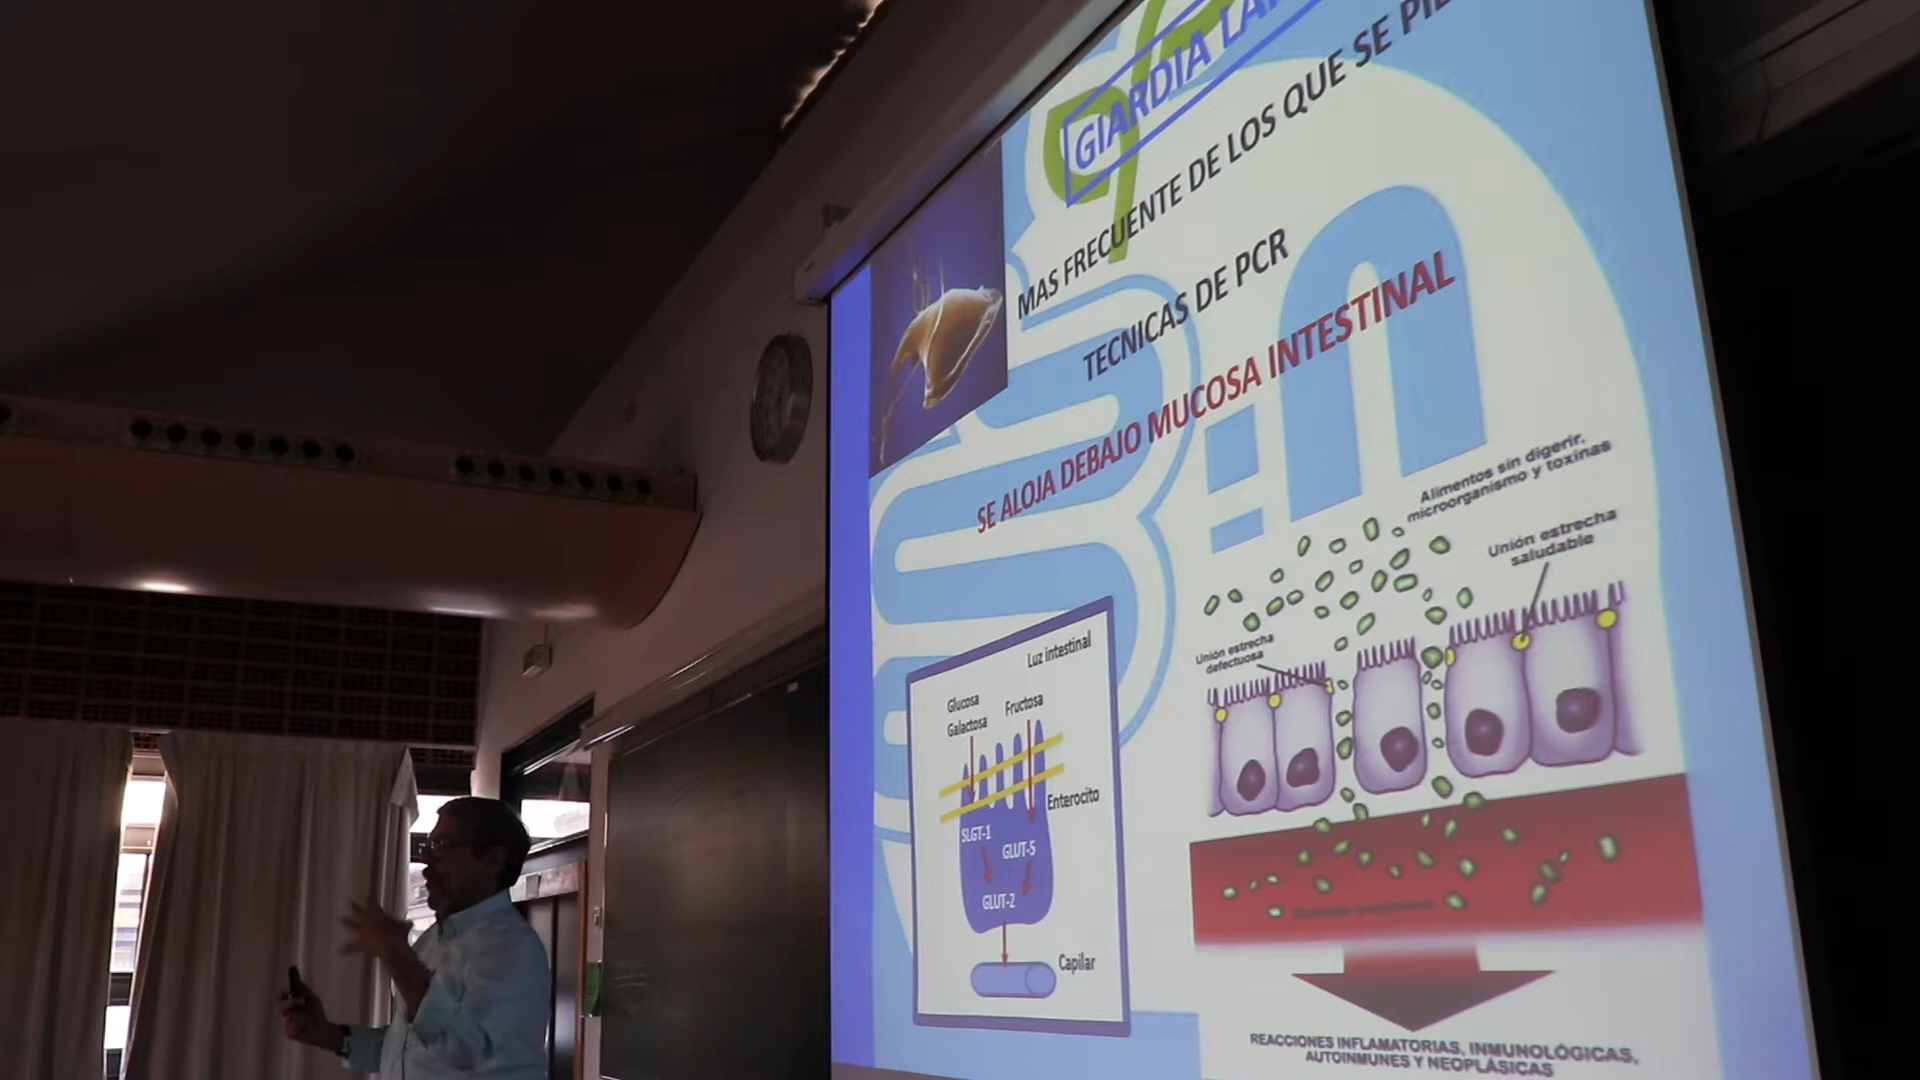 GIARDIA
MAS FRECUENTE DE LOS QUE SE
TECNICAS DE PCR
SE ALOJA DEBAJO MUCOSA INTESTINAL
Alimentos sin digerir,
microorganismo y toxinas
Unión estrecha
saludable
Unión estrecha
defectuosa
Luz intestinal
Glucosa
Galactosa
Fructosa
Enterocito
SLGT-1
GLUT-5
GLUT-2
Capilar
REACCIONES INFLAMATORIAS, INMUNOLÓGICAS,
AUTOINMUNES Y NEOPLÁSICAS